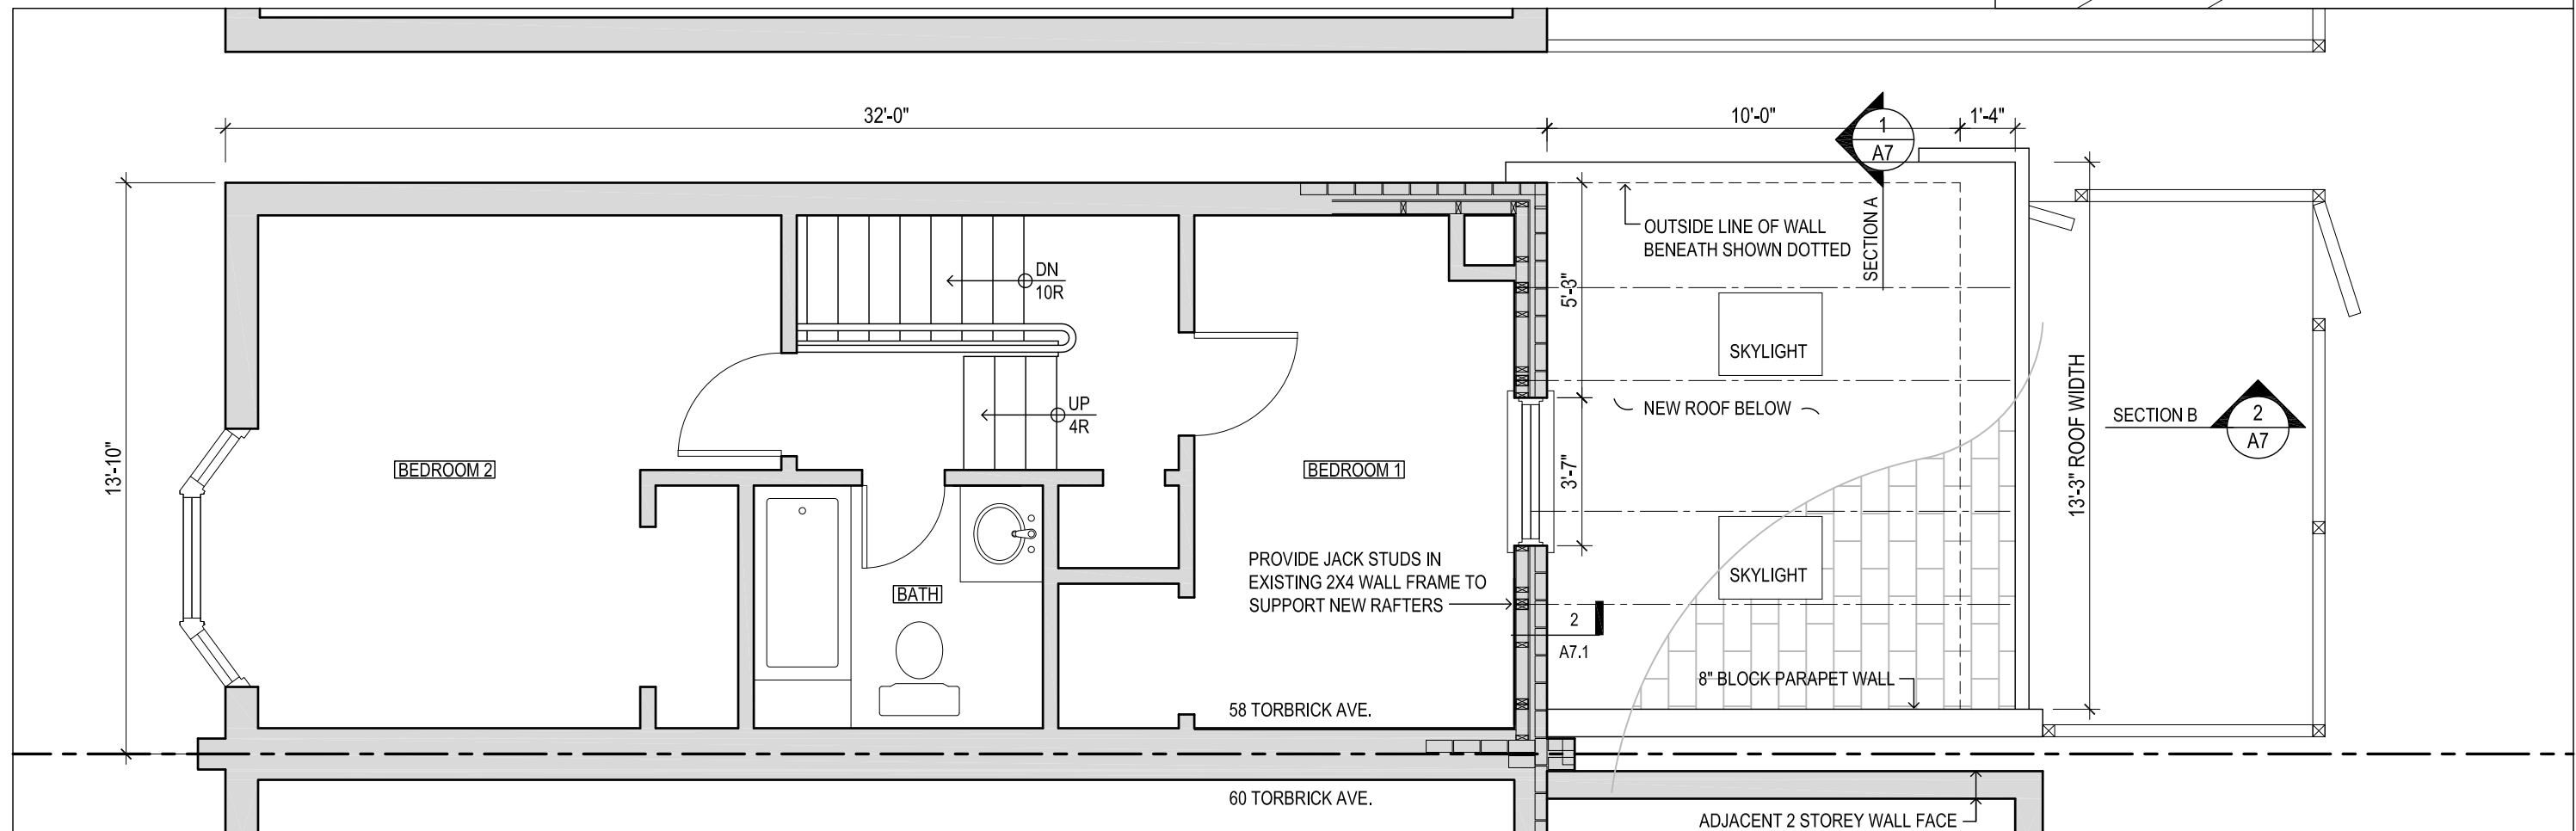 32'-0"
10'-0"
1'-4"
1
A7
SECTION A
13'-10"
OUTSIDE LINE OF WALL
BENEATH SHOWN DOTTED
5'-3"
DN
10R
SKYLIGHT
UP
4R
NEW ROOF BELOW
13'-3" ROOF WIDTH
SECTION B
2
A7
BEDROOM 2
BEDROOM 1
3'-7"
PROVIDE JACK STUDS IN
EXISTING 2X4 WALL FRAME TO
SUPPORT NEW RAFTERS
SKYLIGHT
BATH
2
A7.1
8" BLOCK PARAPET WALL
58 TORBRICK AVE.
60 TORBRICK AVE.
ADJACENT 2 STOREY WALL FACE